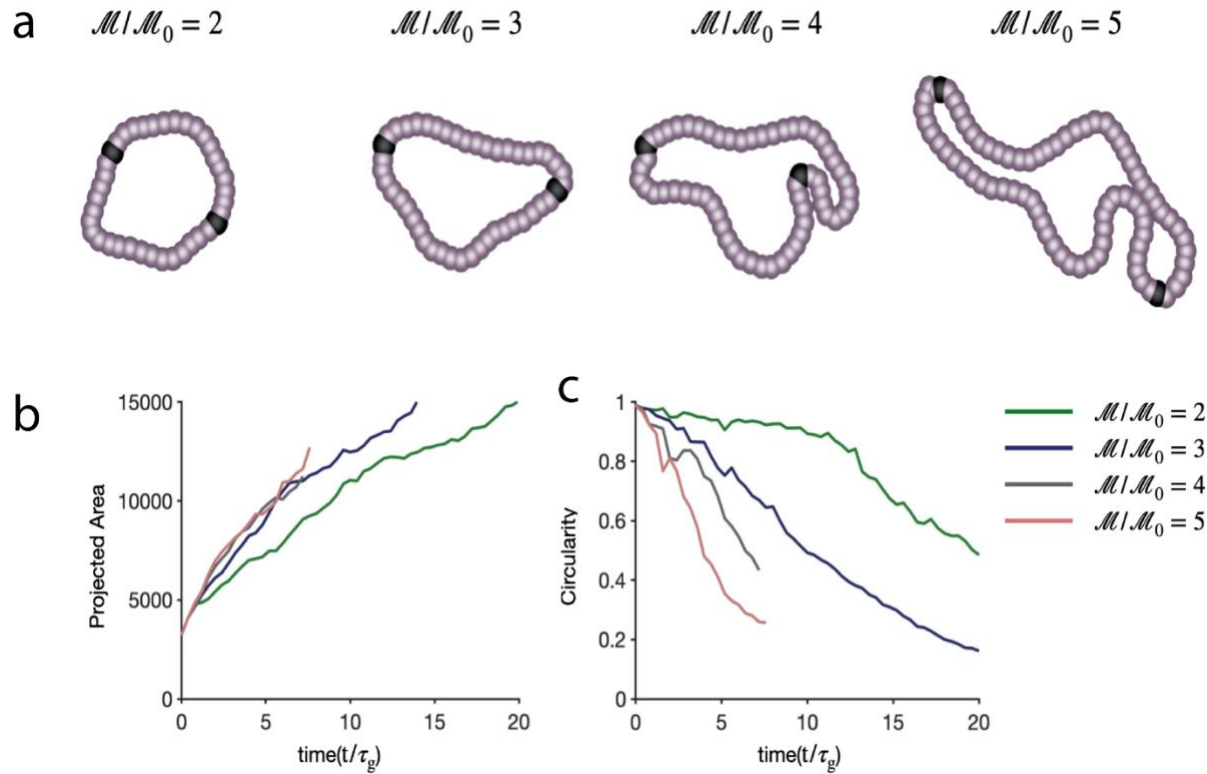 a
ℳ/ℳ₀ = 2
ℳ/ℳ₀ = 3
ℳ/ℳ₀ = 4
ℳ/ℳ₀ = 5
b
Projected Area
15000
10000
5000
0
0 5 10 15 20
time(t/τg)
c
Circularity
1
0.8
0.6
0.4
0.2
0
0 5 10 15 20
time(t/τg)
ℳ/ℳ₀ = 2
ℳ/ℳ₀ = 3
ℳ/ℳ₀ = 4
ℳ/ℳ₀ = 5